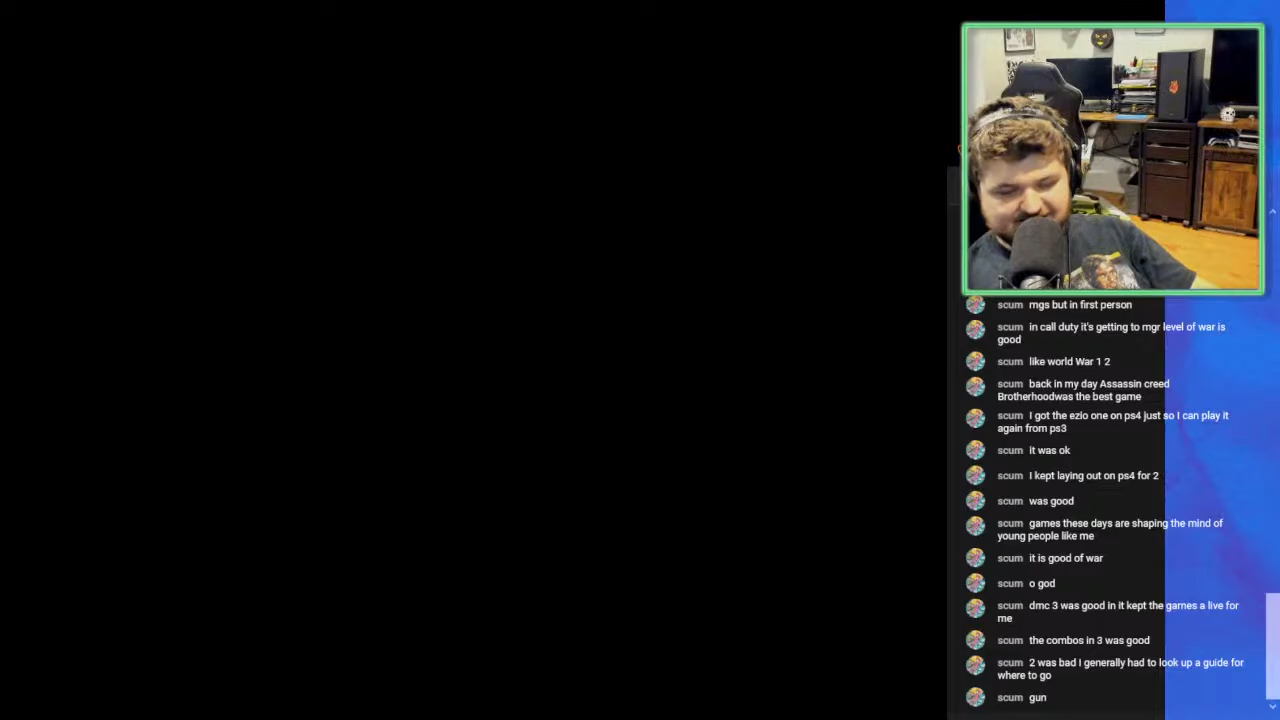 scum mgs but in first person
scum in call duty it's getting to mgr level of war is
good
scum like world War 1 2
scum back in my day Assassin creed
Brotherhoodwas the best game
scum I got the ezio one on ps4 just so I can play it
again from ps3
scum it was ok
scum I kept laying out on ps4 for 2
scum was good
scum games these days are shaping the mind of
young people like me
scum it is good of war
scum o god
scum dmc 3 was good in it kept the games a live for
me
scum the combos in 3 was good
scum 2 was bad I generally had to look up a guide for
where to go
scum gun